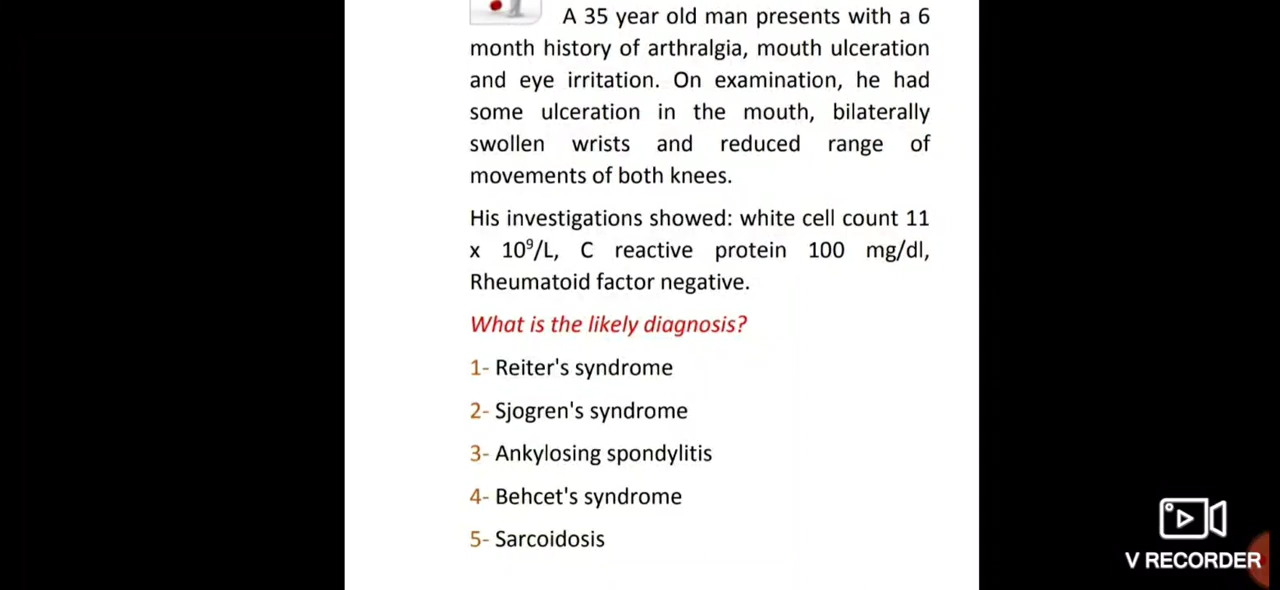 A 35 year old man presents with a 6
month history of arthralgia, mouth ulceration
and eye irritation. On examination, he had
some ulceration in the mouth, bilaterally
swollen wrists and reduced range of
movements of both knees.
His investigations showed: white cell count 11
x 10⁹/L, C reactive protein 100 mg/dl,
Rheumatoid factor negative.
What is the likely diagnosis?
1- Reiter's syndrome
2- Sjogren's syndrome
3- Ankylosing spondylitis
4- Behcet's syndrome
5- Sarcoidosis
V RECORDER